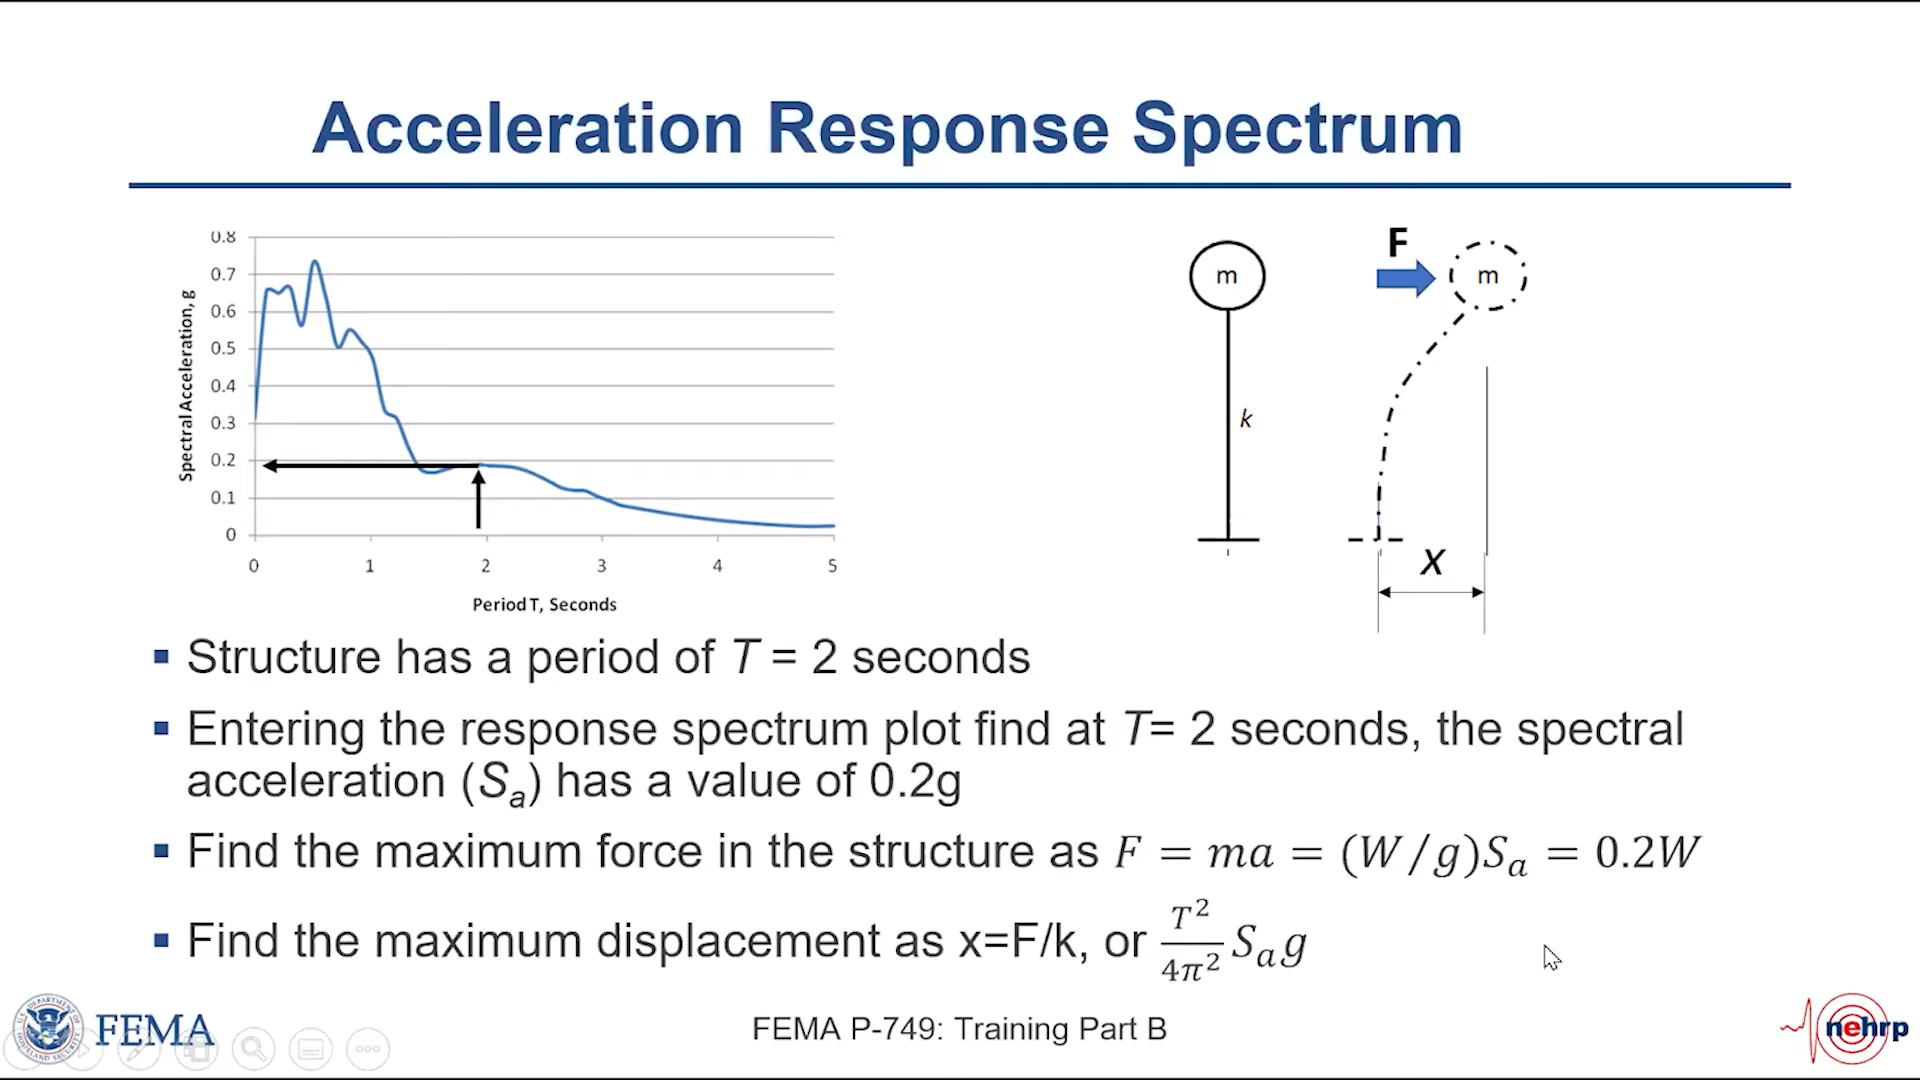 Acceleration Response Spectrum
0.8
0.7
0.6
0.5
0.4
0.3
0.2
0.1
0
Spectral Acceleration, g
0 1 2 3 4 5
Period T, Seconds
m
k
F
m
X
▪ Structure has a period of T = 2 seconds
▪ Entering the response spectrum plot find at T= 2 seconds, the spectral
acceleration (Sₐ) has a value of 0.2g
▪ Find the maximum force in the structure as F = ma = (W/g)Sₐ = 0.2W
▪ Find the maximum displacement as x=F/k, or T²/4π² Sₐg
FEMA
FEMA P-749: Training Part B
nehrp